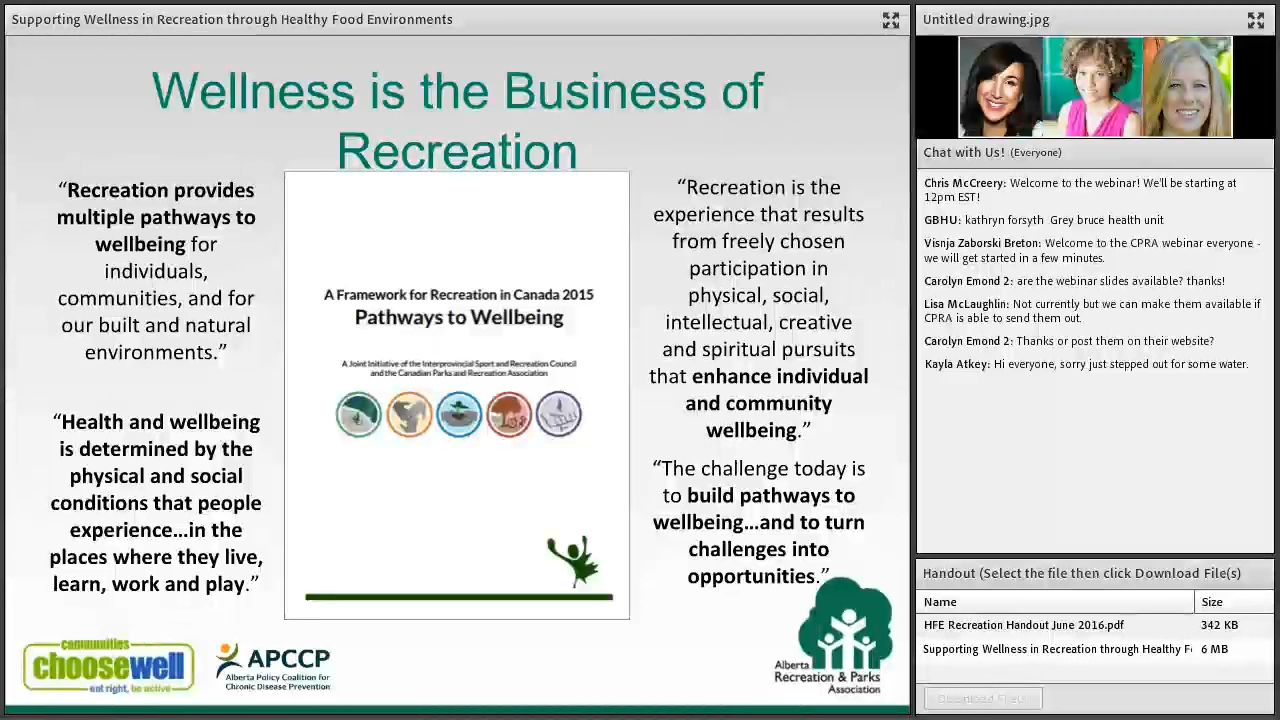 Supporting Wellness in Recreation through Healthy Food Environments
Wellness is the Business of
Recreation
“Recreation provides
multiple pathways to
wellbeing for
individuals,
communities, and for
our built and natural
environments.”
“Health and wellbeing
is determined by the
physical and social
conditions that people
experience...in the
places where they live,
learn, work and play.”
A Framework for Recreation in Canada 2015
Pathways to Wellbeing
A Joint Initiative of the Interprovincial Sport and Recreation Council
and the Canadian Parks and Recreation Association
“Recreation is the
experience that results
from freely chosen
participation in
physical, social,
intellectual, creative
and spiritual pursuits
that enhance individual
and community
wellbeing.”
“The challenge today is
to build pathways to
wellbeing...and to turn
challenges into
opportunities.”
communities
choosewell
eat right, be active
APCCP
Alberta Policy Coalition for
Chronic Disease Prevention
Alberta
Recreation & Parks
Association
Untitled drawing.jpg
Chat with Us! (Everyone)
Chris McCreery: Welcome to the webinar! We'll be starting at
12pm EST!
GBHU: kathryn forsyth Grey bruce health unit
Visnja Zaborski Breton: Welcome to the CPRA webinar everyone -
we will get started in a few minutes.
Carolyn Emond 2: are the webinar slides available? thanks!
Lisa McLaughlin: Not currently but we can make them available if
CPRA is able to send them out.
Carolyn Emond 2: Thanks or post them on their website?
Kayla Atkey: Hi everyone, sorry just stepped out for some water.
Handout (Select the file then click Download File(s)
Name Size
HFE Recreation Handout June 2016.pdf 342 KB
Supporting Wellness in Recreation through Healthy F 6 MB
Download File(s)